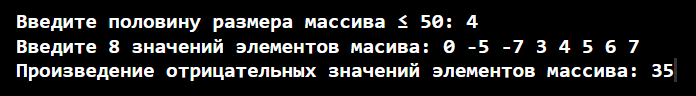 Введите половину размера массива ≤ 50: 4
Введите 8 значений элементов масива: 0 -5 -7 3 4 5 6 7
Произведение отрицательных значений элементов массива: 35